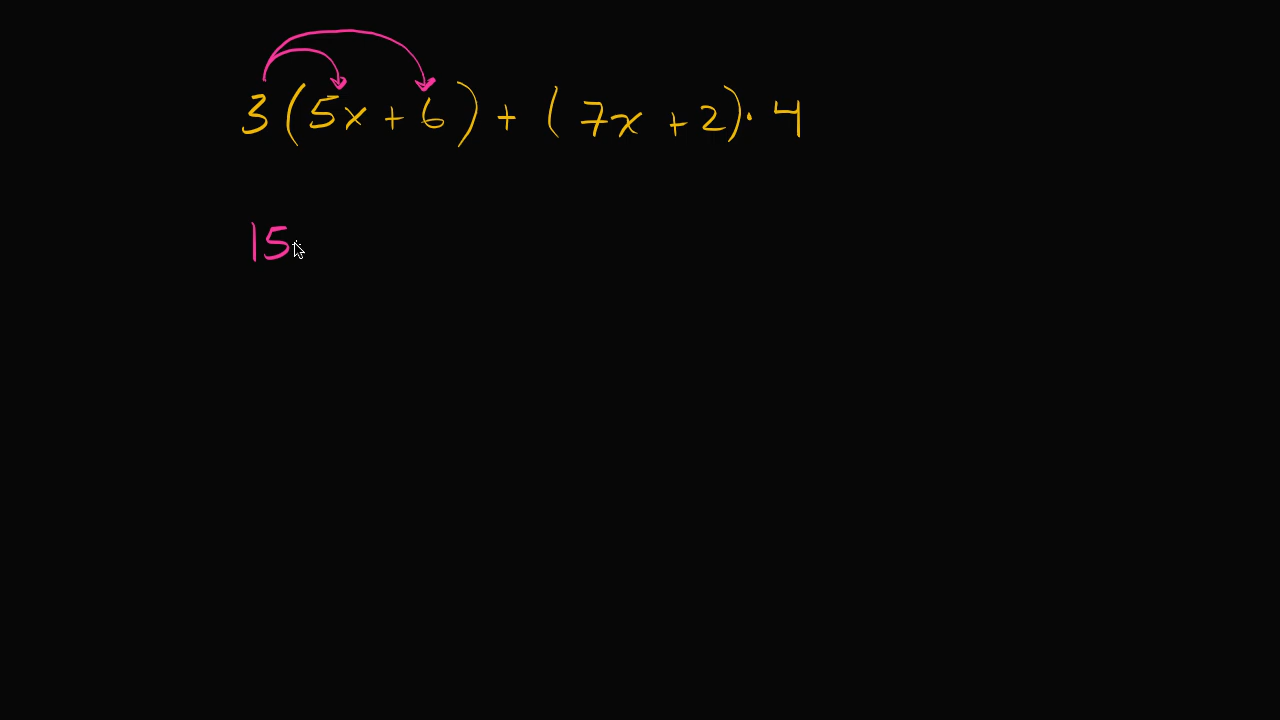 3(5x + 6) + (7x + 2) · 4
15